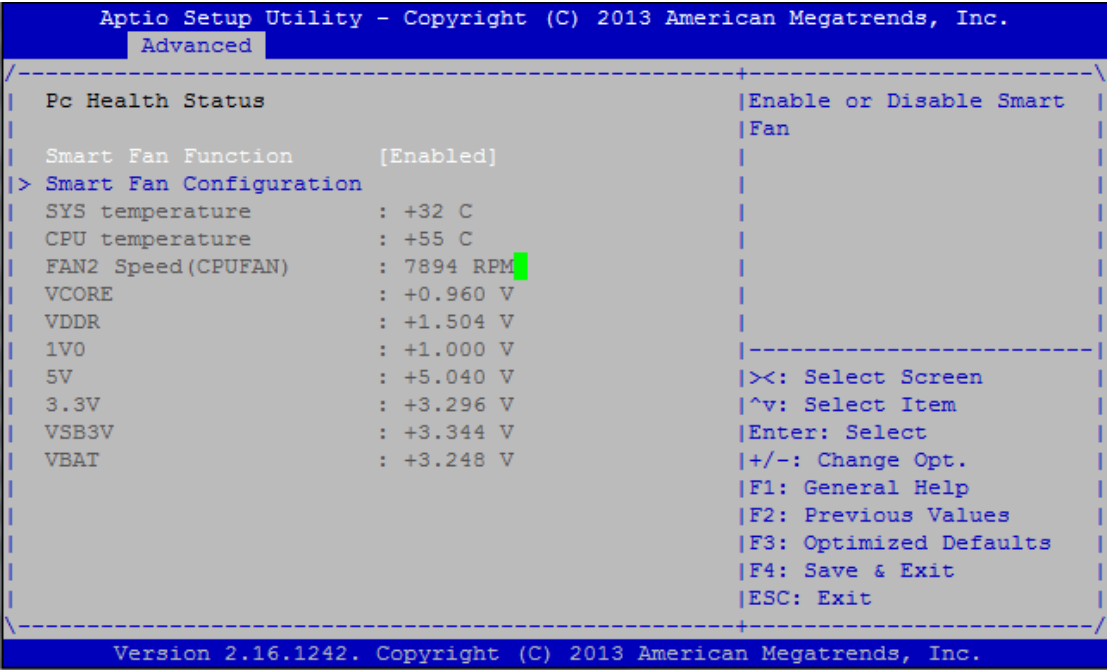 Aptio Setup Utility - Copyright (C) 2013 American Megatrends, Inc.
Advanced
/----------------------------------------------------+-------------------------\
| Pc Health Status |Enable or Disable Smart |
| |Fan |
| Smart Fan Function [Enabled] | |
|> Smart Fan Configuration | |
| SYS temperature : +32 C | |
| CPU temperature : +55 C | |
| FAN2 Speed(CPUFAN) : 7894 RPM | |
| VCORE : +0.960 V | |
| VDDR : +1.504 V | |
| 1V0 : +1.000 V |-------------------------|
| 5V : +5.040 V |><: Select Screen |
| 3.3V : +3.296 V |^v: Select Item |
| VSB3V : +3.344 V |Enter: Select |
| VBAT : +3.248 V |+/-: Change Opt. |
| |F1: General Help |
| |F2: Previous Values |
| |F3: Optimized Defaults |
| |F4: Save & Exit |
| |ESC: Exit |
\----------------------------------------------------+-------------------------/
Version 2.16.1242. Copyright (C) 2013 American Megatrends, Inc.